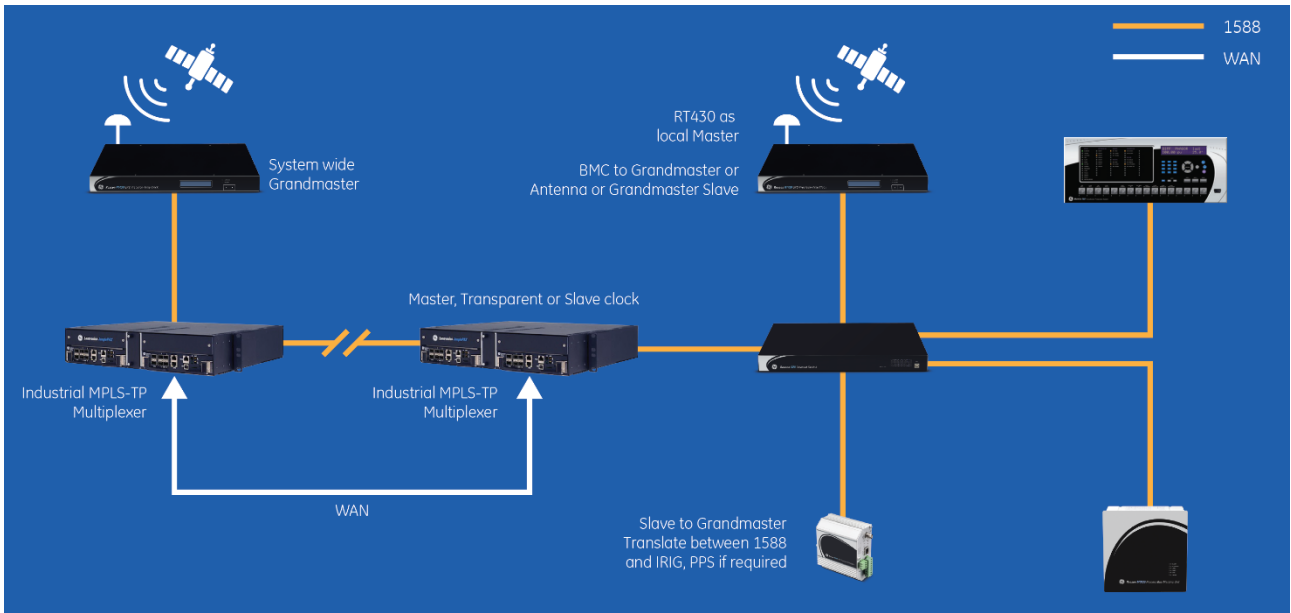 1588
WAN
RT430 as
local Master
System wide
Grandmaster
BMC to Grandmaster or
Antenna or Grandmaster Slave
Master, Transparent or Slave clock
Industrial MPLS-TP
Multiplexer
Industrial MPLS-TP
Multiplexer
WAN
Slave to Grandmaster
Translate between 1588
and IRIG, PPS if required